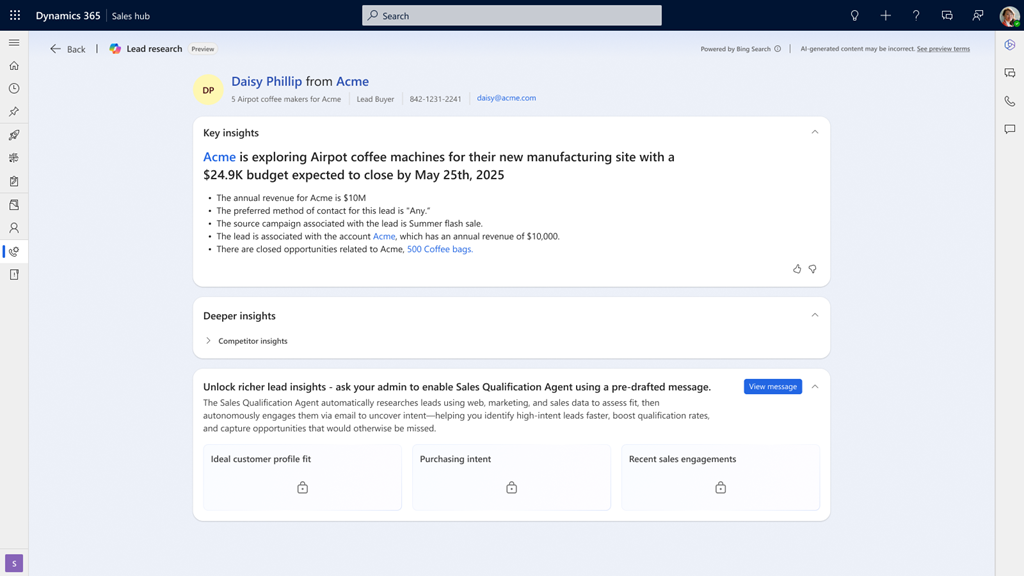 Dynamics 365 Sales hub Search
Back Lead research Preview Powered by Bing Search AI-generated content may be incorrect. See preview terms
DP
Daisy Phillip from Acme
5 Airpot coffee makers for Acme Lead Buyer 842-1231-2241 daisy@acme.com
Key insights
Acme is exploring Airpot coffee machines for their new manufacturing site with a
$24.9K budget expected to close by May 25th, 2025
• The annual revenue for Acme is $10M
• The preferred method of contact for this lead is "Any."
• The source campaign associated with the lead is Summer flash sale.
• The lead is associated with the account Acme, which has an annual revenue of $10,000.
• There are closed opportunities related to Acme, 500 Coffee bags.
Deeper insights
Competitor insights
Unlock richer lead insights - ask your admin to enable Sales Qualification Agent using a pre-drafted message. View message
The Sales Qualification Agent automatically researches leads using web, marketing, and sales data to assess fit, then
autonomously engages them via email to uncover intent—helping you identify high-intent leads faster, boost qualification rates,
and capture opportunities that would otherwise be missed.
Ideal customer profile fit Purchasing intent Recent sales engagements
S